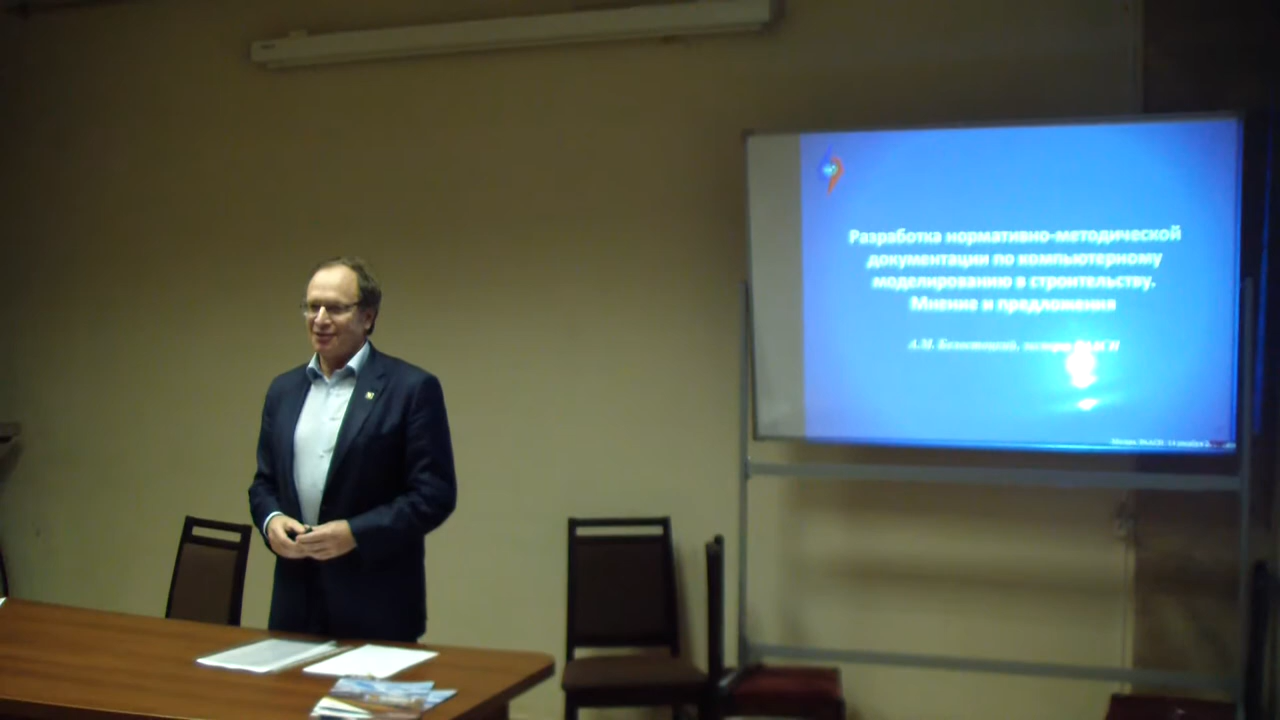 Разработка нормативно-методической
документации по компьютерному
моделированию в строительству.
Мнение и предложения
А.М.